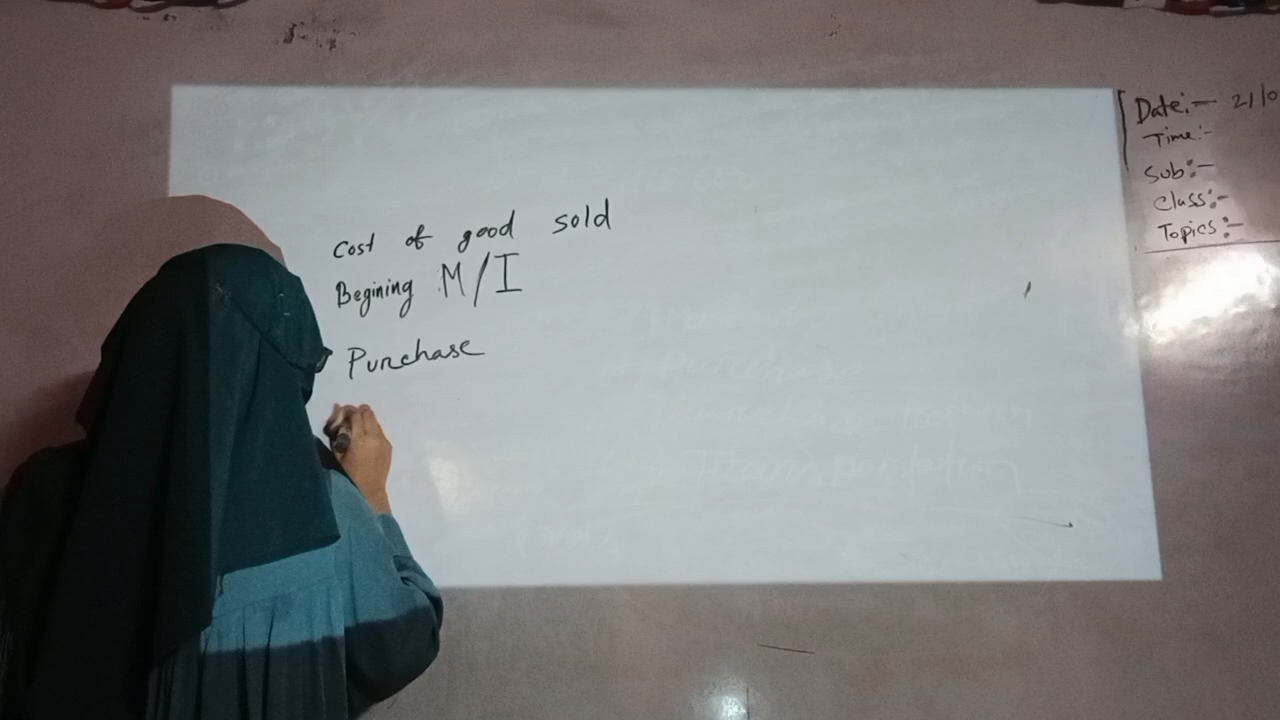 Cost of good sold
Begining M/I
Purchase
Date:- 21/0
Time:-
Sub:-
Class:-
Topics:-